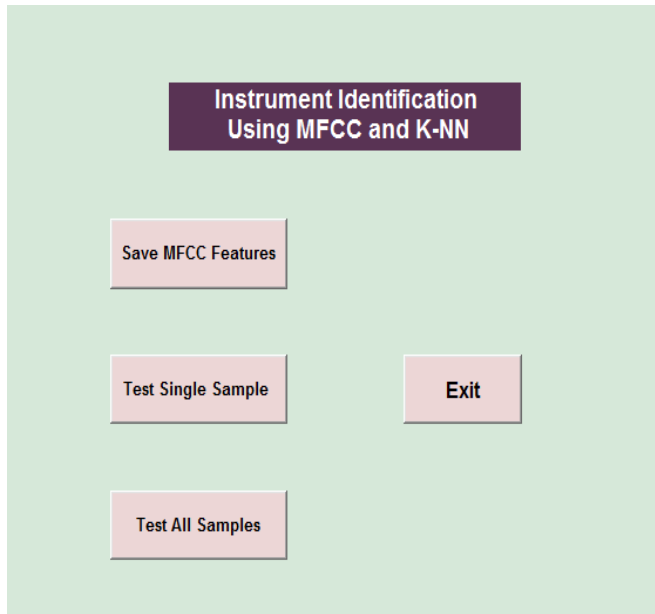 Instrument Identification
Using MFCC and K-NN
Save MFCC Features
Test Single Sample
Exit
Test All Samples